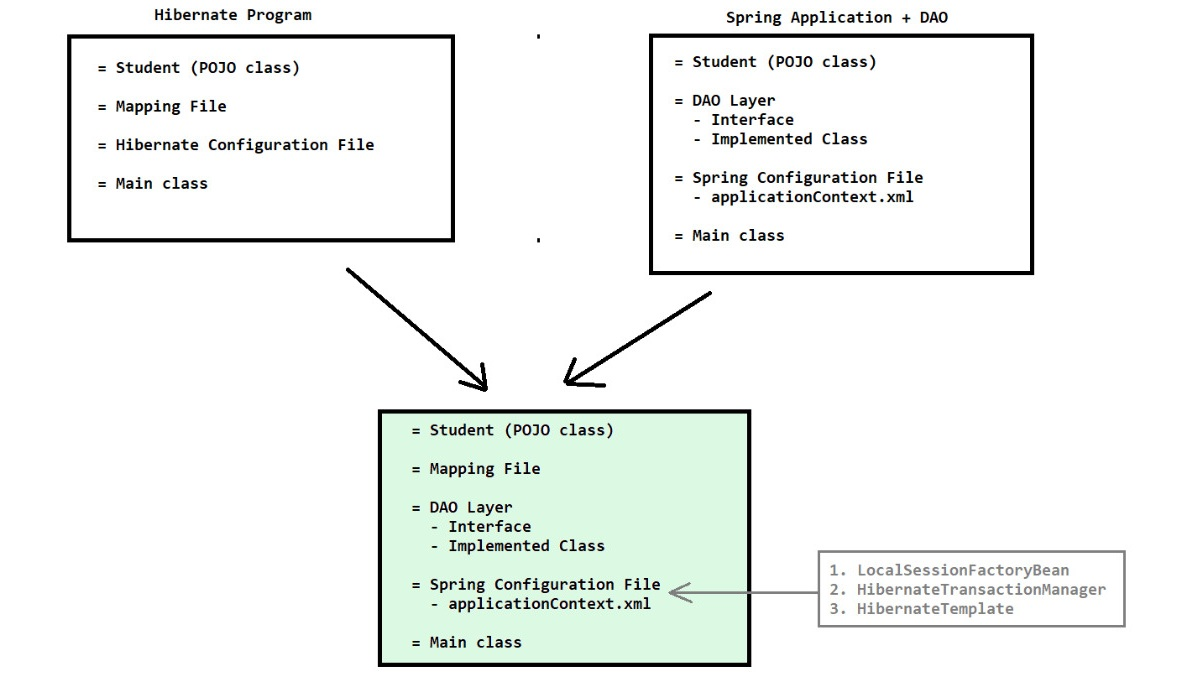 Hibernate Program
= Student (POJO class)
= Mapping File
= Hibernate Configuration File
= Main class
Spring Application + DAO
= Student (POJO class)
= DAO Layer
- Interface
- Implemented Class
= Spring Configuration File
- applicationContext.xml
= Main class
= Student (POJO class)
= Mapping File
= DAO Layer
- Interface
- Implemented Class
= Spring Configuration File
- applicationContext.xml
= Main class
1. LocalSessionFactoryBean
2. HibernateTransactionManager
3. HibernateTemplate